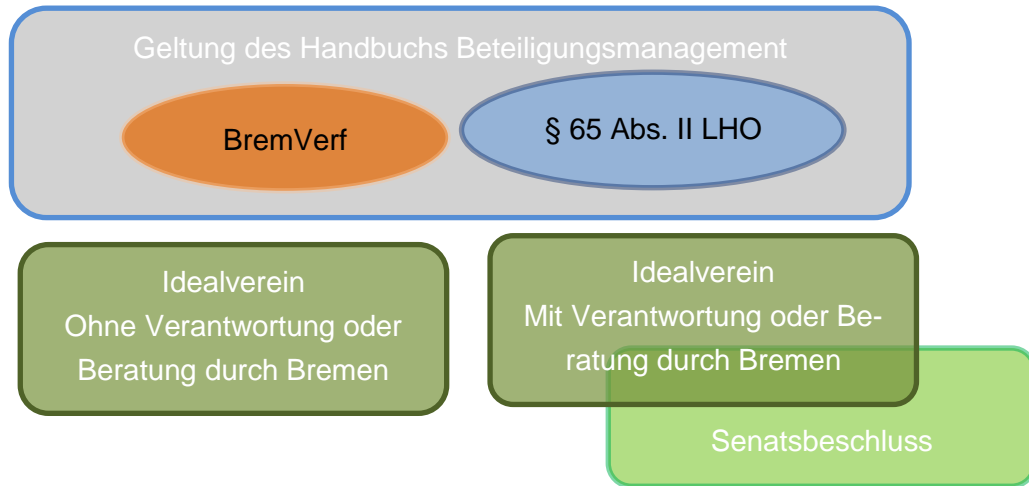 Geltung des Handbuchs Beteiligungsmanagement
BremVerf
§ 65 Abs. II LHO
Idealverein
Ohne Verantwortung oder
Beratung durch Bremen
Idealverein
Mit Verantwortung oder Be-
ratung durch Bremen
Senatsbeschluss